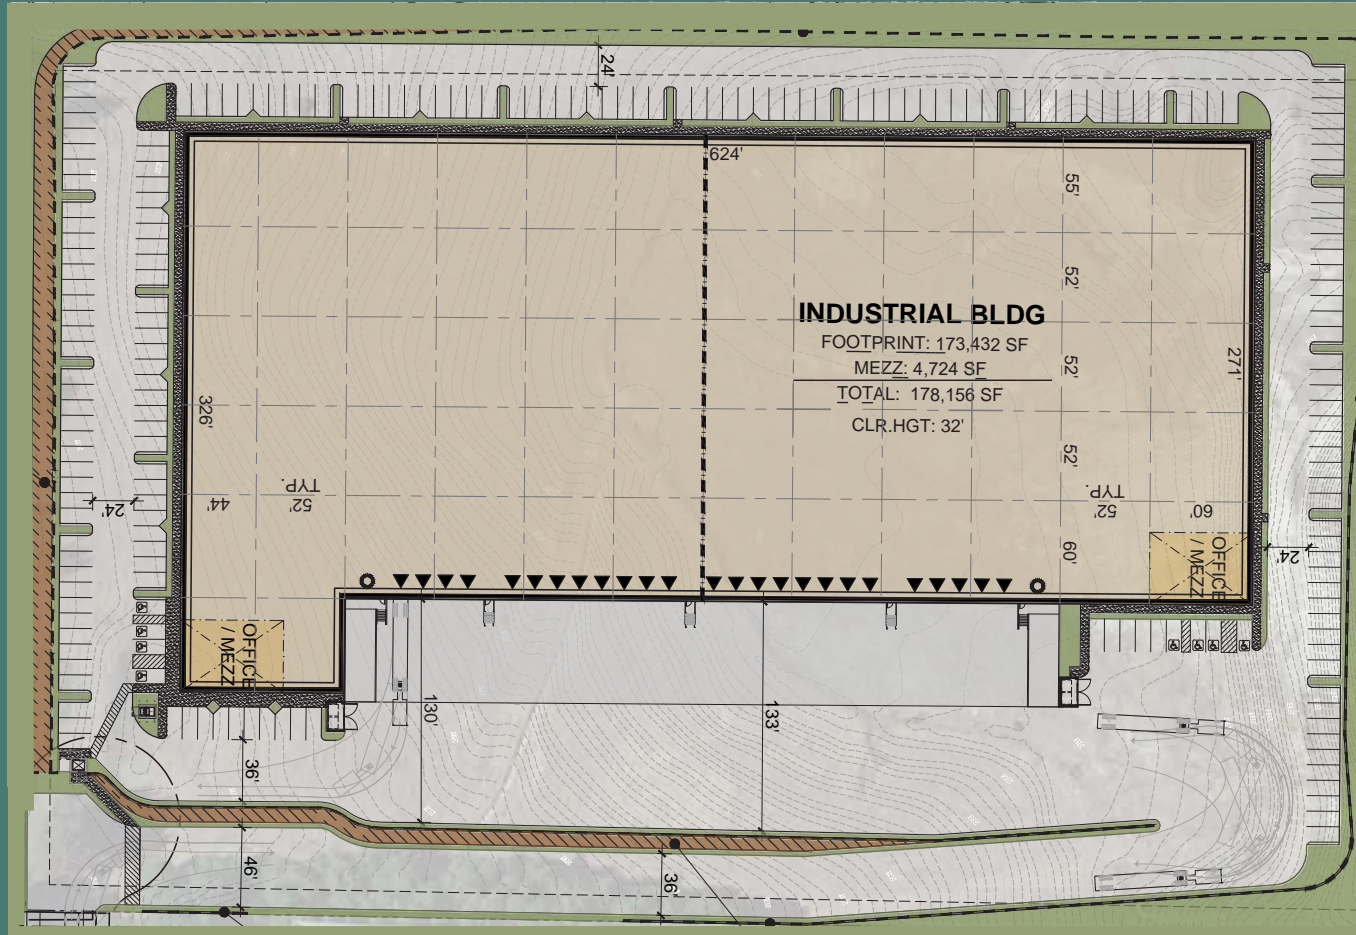 24'
624'
55'
52'
INDUSTRIAL BLDG
FOOTPRINT: 173,432 SF
MEZZ: 4,724 SF
TOTAL: 178,156 SF
CLR.HGT: 32'
52'
271'
326'
52'
44'
52'
TYP.
52'
TYP.
60'
24'
60'
24'
OFFICE
/ MEZZ
OFFICE
/ MEZZ
130'
133'
36'
46'
36'